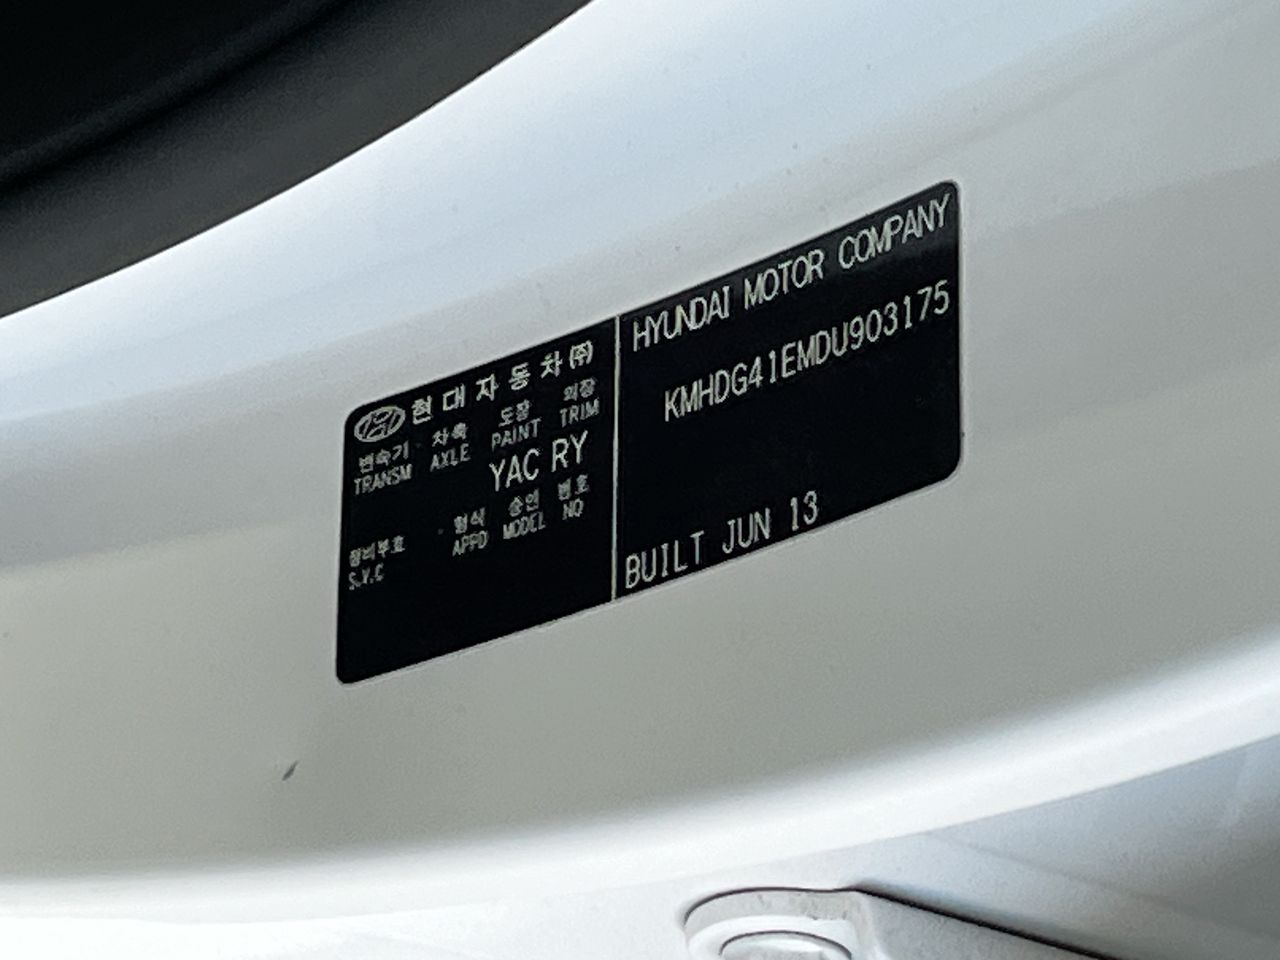 현대자동차(주)
변속기 차축 도장 의장
TRANSM AXLE PAINT TRIM
YAC RY
장비부호 형식 승인 번호
S.V.C APPD MODEL NO
HYUNDAI MOTOR COMPANY
KMHDG41EMDU903175
BUILT JUN 13